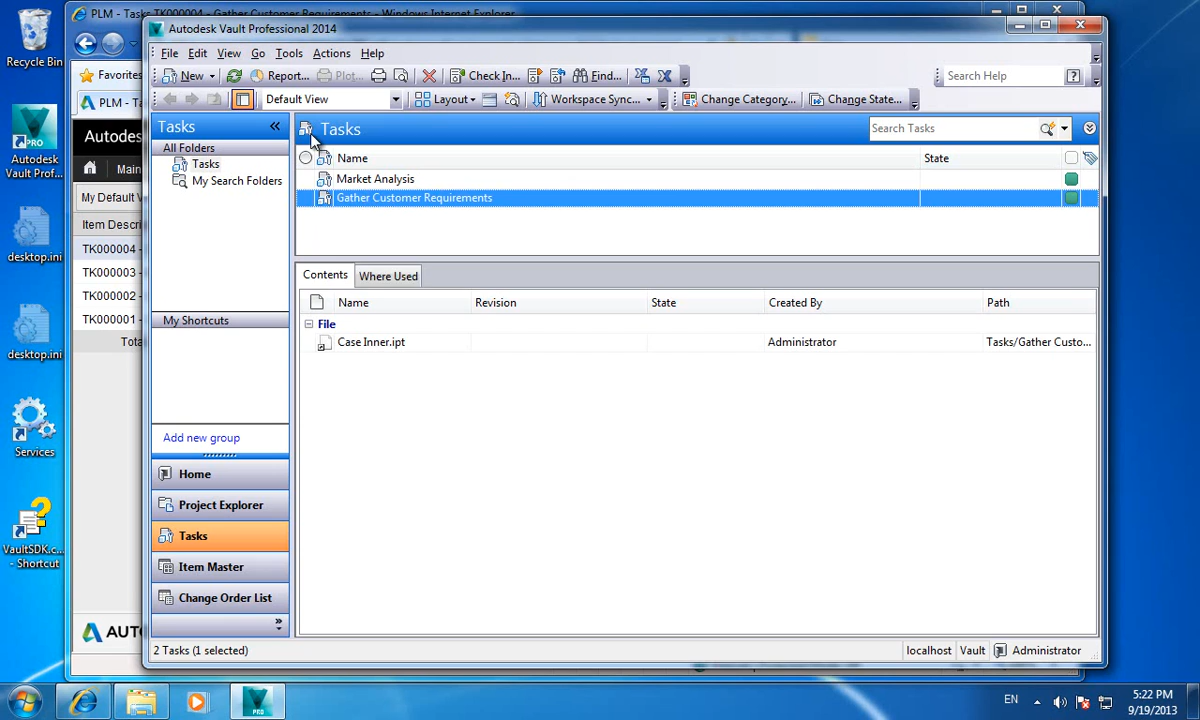 PLM - Tasks TK000004 - Gather Customer Requirements - Windows Internet Explorer
Autodesk Vault Professional 2014
File Edit View Go Tools Actions Help
New Report... Plot... Check In... Find... Search Help
Default View Layout Workspace Sync... Change Category... Change State...
Tasks
All Folders
Tasks
My Search Folders
My Shortcuts
Add new group
Home
Project Explorer
Tasks
Item Master
Change Order List
Tasks Search Tasks
Name State
Market Analysis
Gather Customer Requirements
Contents Where Used
Name Revision State Created By Path
File
Case Inner.ipt Administrator Tasks/Gather Custo...
2 Tasks (1 selected) localhost Vault Administrator
Favorites
PLM - Ta
Autodes
Main
My Default V
Item Descri
TK000004 -
TK000003 -
TK000002 -
TK000001 -
Tota
AUT
Recycle Bin
PRO
Autodesk
Vault Prof...
desktop.ini
desktop.ini
Services
VaultSDK.c...
- Shortcut
PRO
EN
5:22 PM
9/19/2013